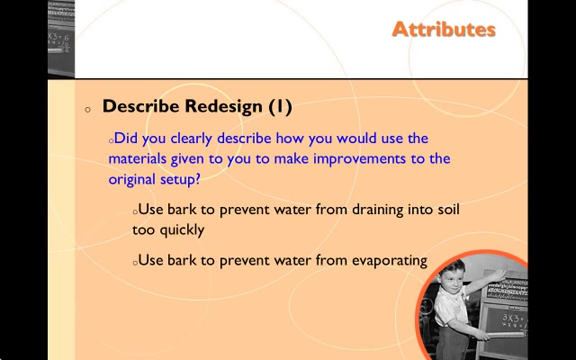 Attributes
Describe Redesign (1)
Did you clearly describe how you would use the
materials given to you to make improvements to the
original setup?
Use bark to prevent water from draining into soil
too quickly
Use bark to prevent water from evaporating